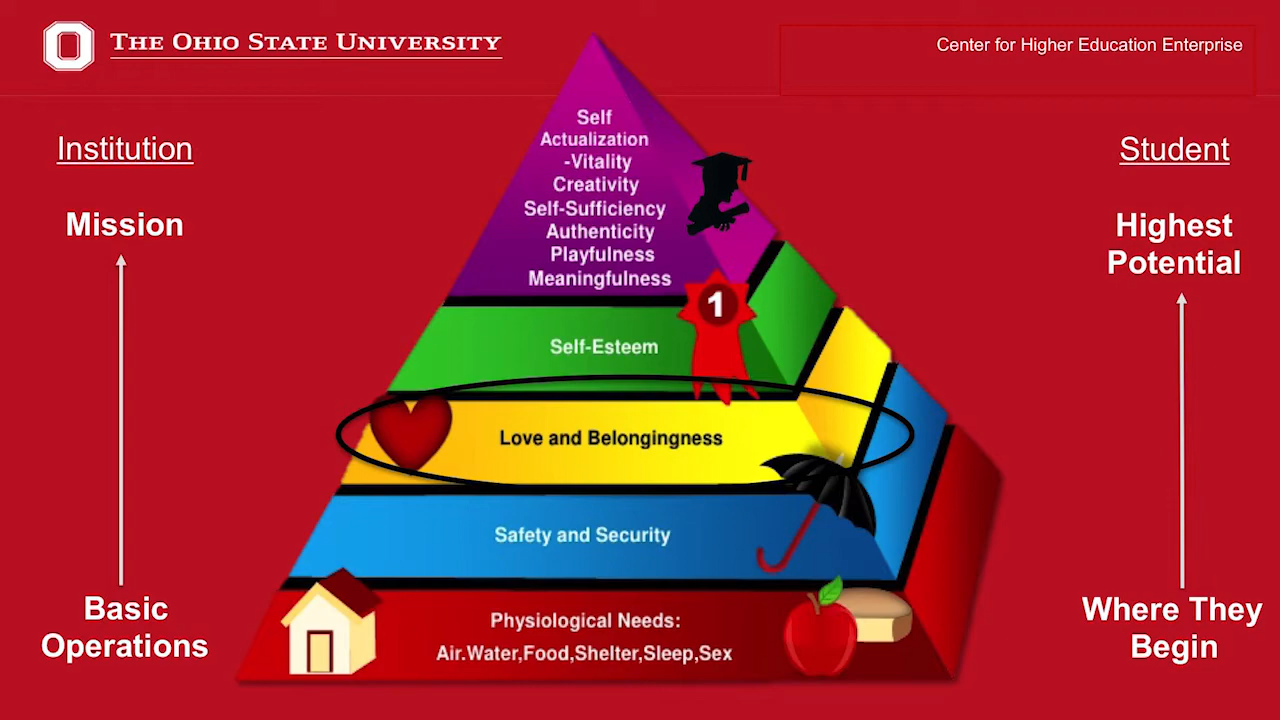 THE OHIO STATE UNIVERSITY
Center for Higher Education Enterprise
Institution
Mission
Basic
Operations
Self
Actualization
-Vitality
Creativity
Self-Sufficiency
Authenticity
Playfulness
Meaningfulness
1
Self-Esteem
Love and Belongingness
Safety and Security
Physiological Needs:
Air.Water,Food,Shelter,Sleep,Sex
Student
Highest
Potential
Where They
Begin